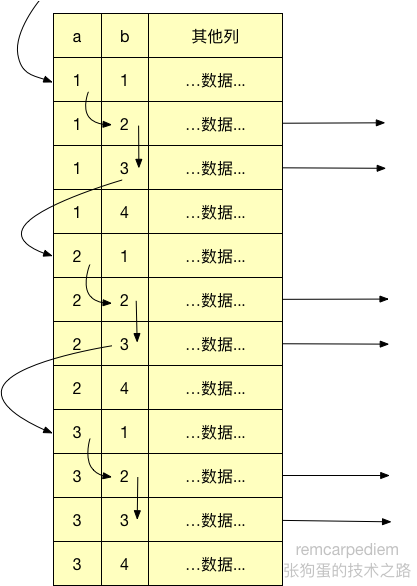 a b 其他列
1 1 ...数据...
1 2 ...数据...
1 3 ...数据...
1 4 ...数据...
2 1 ...数据...
2 2 ...数据...
2 3 ...数据...
2 4 ...数据...
3 1 ...数据...
3 2 ...数据...
3 3 ...数据...
3 4 ...数据...
remcarpediem
张狗蛋的技术之路